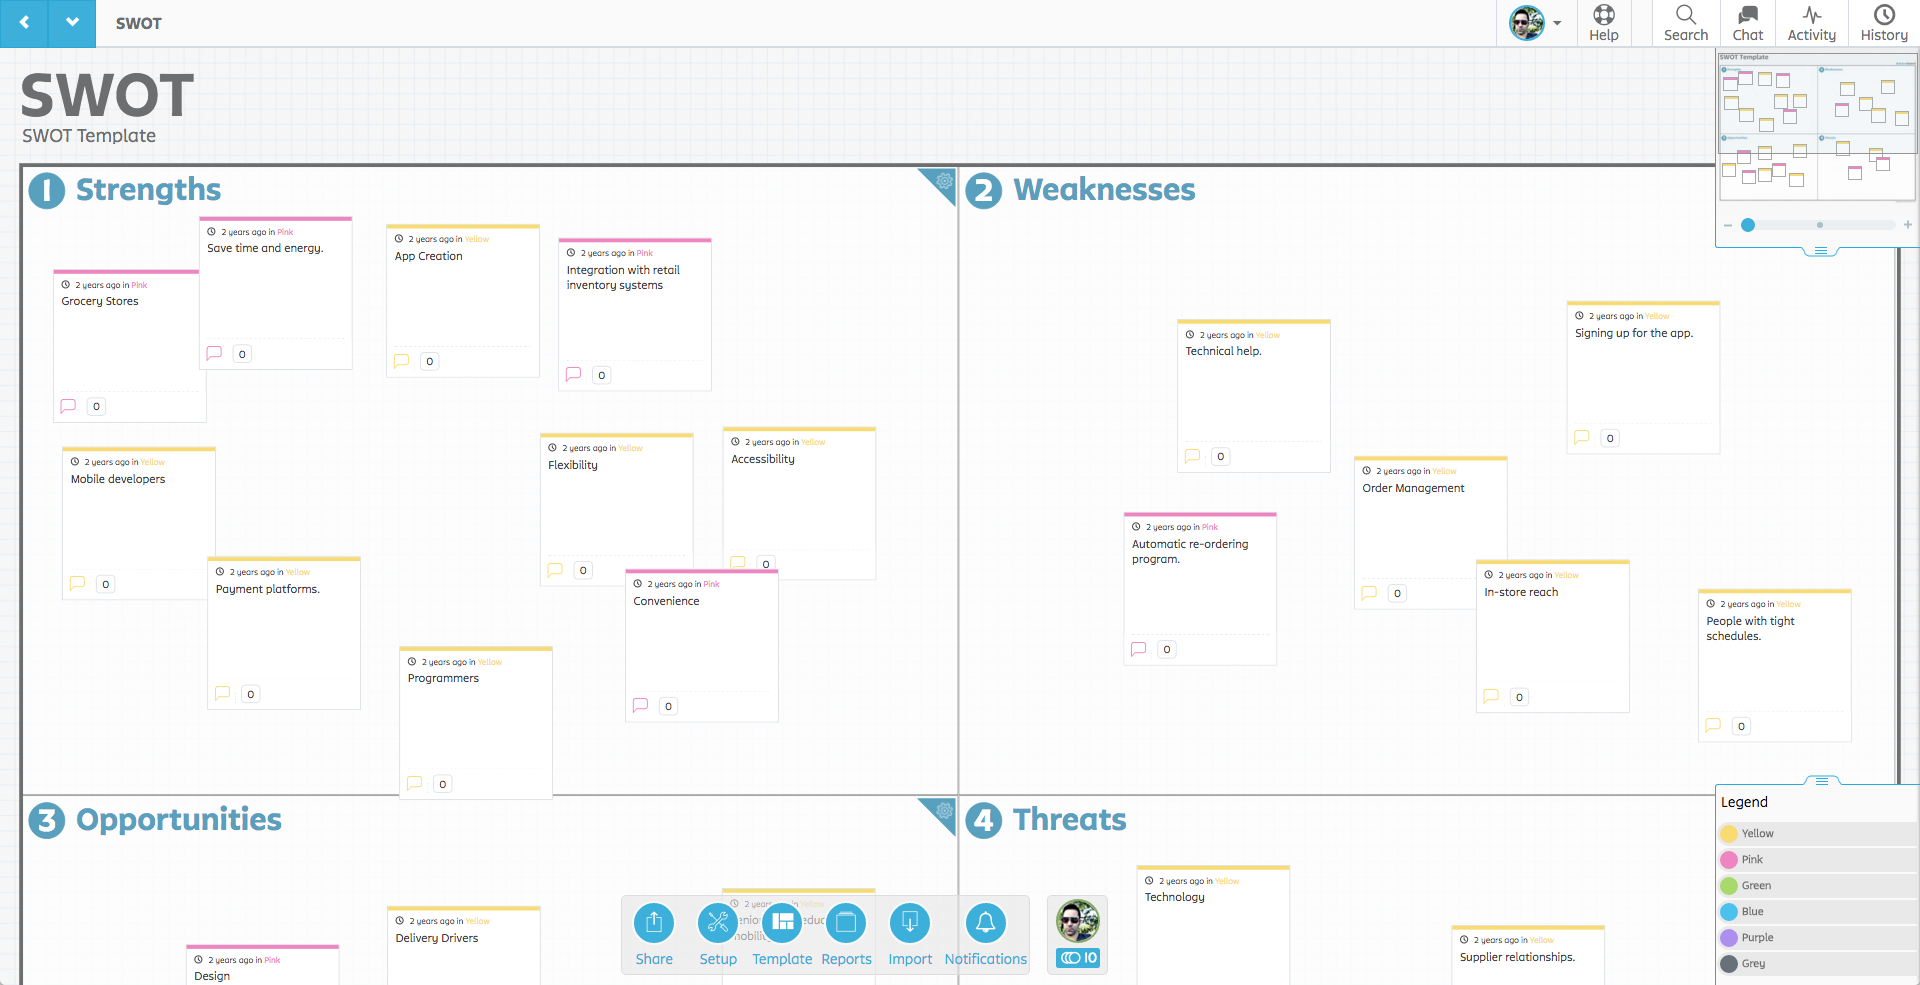 SWOT
Help
Search
Chat
Activity
History
SWOT
SWOT Template
SWOT Template
1 Strengths
2 years ago in Pink
Save time and energy.
0
2 years ago in Yellow
App Creation
0
2 years ago in Pink
Integration with retail
inventory systems
0
2 years ago in Pink
Grocery Stores
0
2 years ago in Yellow
Mobile developers
0
2 years ago in Yellow
Flexibility
0
2 years ago in Yellow
Accessibility
0
2 years ago in Yellow
Payment platforms.
0
2 years ago in Pink
Convenience
0
2 years ago in Yellow
Programmers
0
2 Weaknesses
2 years ago in Yellow
Signing up for the app.
0
2 years ago in Yellow
Technical help.
0
2 years ago in Yellow
Order Management
0
2 years ago in Pink
Automatic re-ordering
program.
0
2 years ago in Yellow
In-store reach
0
2 years ago in Yellow
People with tight
schedules.
0
3 Opportunities
2 years ago in Yellow
Delivery Drivers
2 years ago in Pink
Design
4 Threats
2 years ago in Yellow
Technology
2 years ago in Yellow
Supplier relationships.
Share
Setup
Template
Reports
Import
Notifications
10
Legend
Yellow
Pink
Green
Blue
Purple
Grey